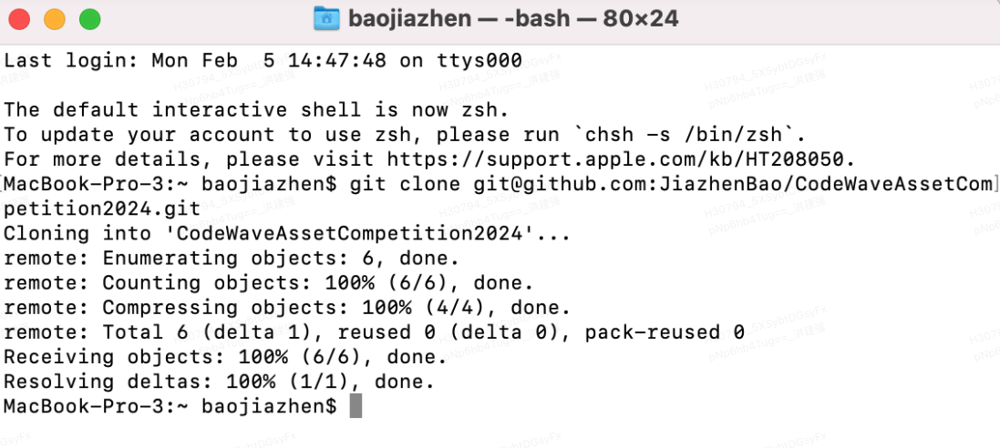 baojiazhen — -bash — 80×24
Last login: Mon Feb  5 14:47:48 on ttys000
The default interactive shell is now zsh.
To update your account to use zsh, please run `chsh -s /bin/zsh`.
For more details, please visit https://support.apple.com/kb/HT208050.
[MacBook-Pro-3:~ baojiazhen$ git clone git@github.com:JiazhenBao/CodeWaveAssetCom]
petition2024.git
Cloning into 'CodeWaveAssetCompetition2024'...
remote: Enumerating objects: 6, done.
remote: Counting objects: 100% (6/6), done.
remote: Compressing objects: 100% (4/4), done.
remote: Total 6 (delta 1), reused 0 (delta 0), pack-reused 0
Receiving objects: 100% (6/6), done.
Resolving deltas: 100% (1/1), done.
MacBook-Pro-3:~ baojiazhen$